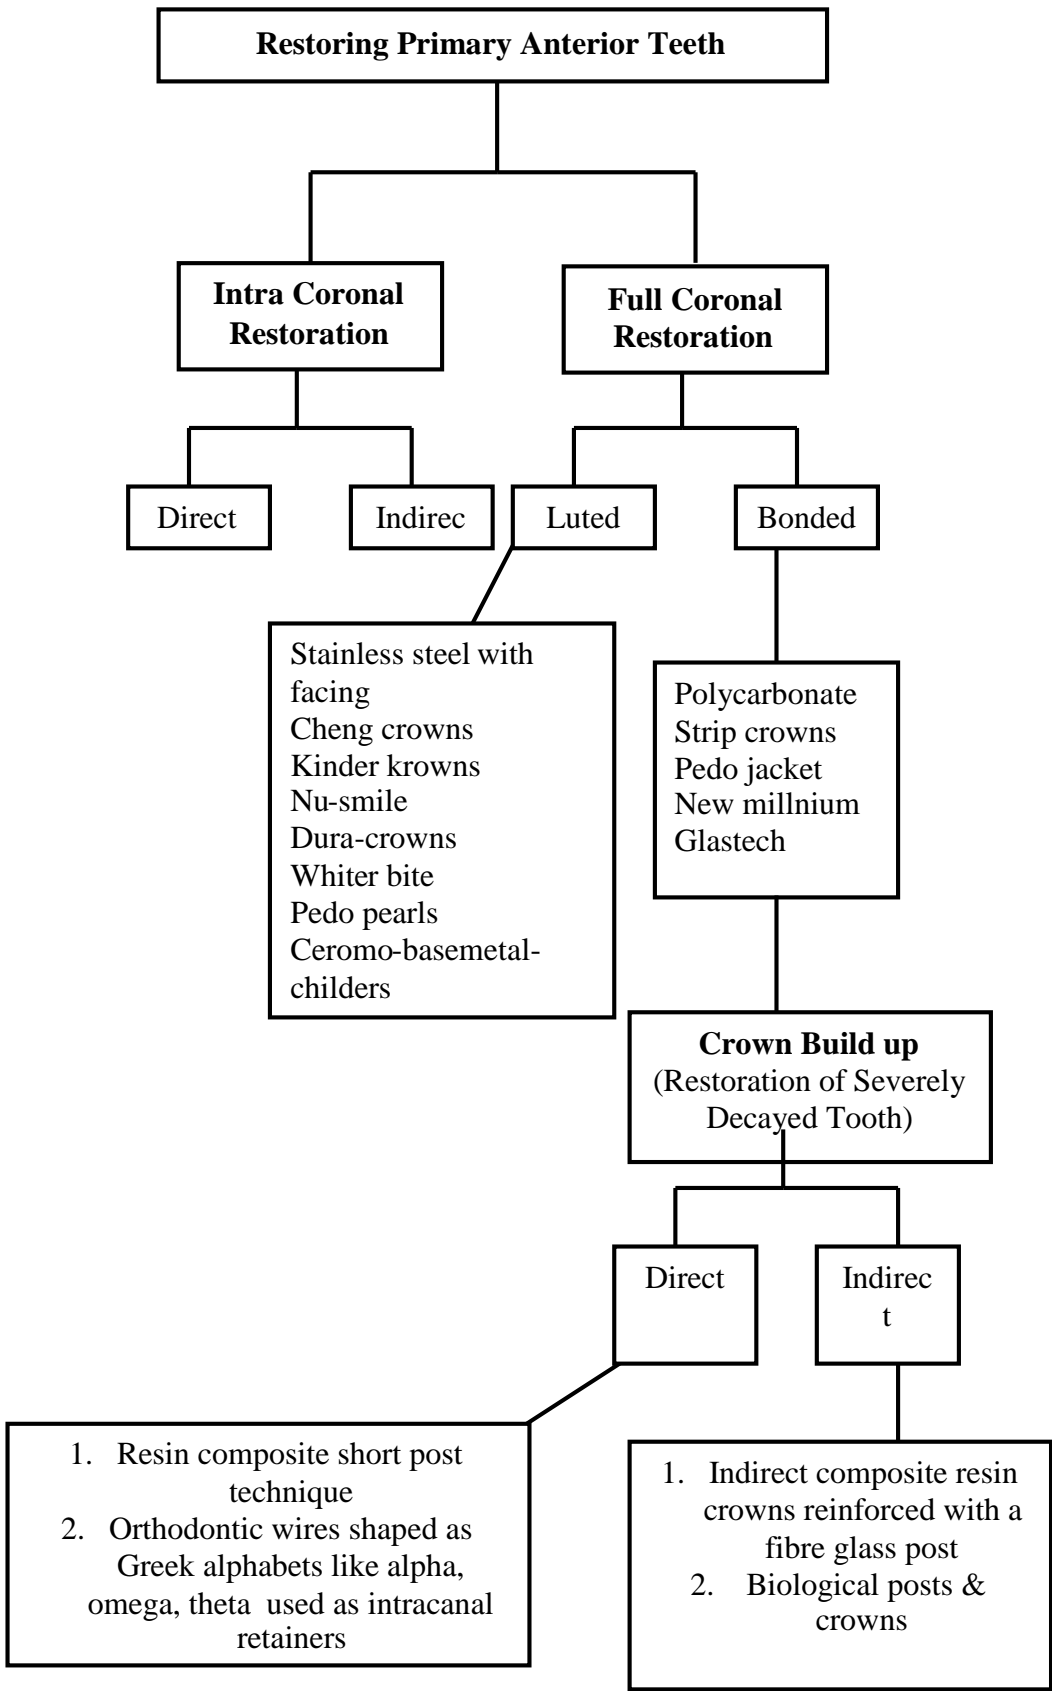 Restoring Primary Anterior Teeth
Intra Coronal
Restoration
Full Coronal
Restoration
Direct
Indirec
Luted
Bonded
Stainless steel with
facing
Cheng crowns
Kinder krowns
Nu-smile
Dura-crowns
Whiter bite
Pedo pearls
Ceromo-basemetal-
childers
Polycarbonate
Strip crowns
Pedo jacket
New millnium
Glastech
Crown Build up
(Restoration of Severely
Decayed Tooth)
Direct
Indirec
t
1. Resin composite short post
technique
2. Orthodontic wires shaped as
Greek alphabets like alpha,
omega, theta used as intracanal
retainers
1. Indirect composite resin
crowns reinforced with a
fibre glass post
2. Biological posts &
crowns